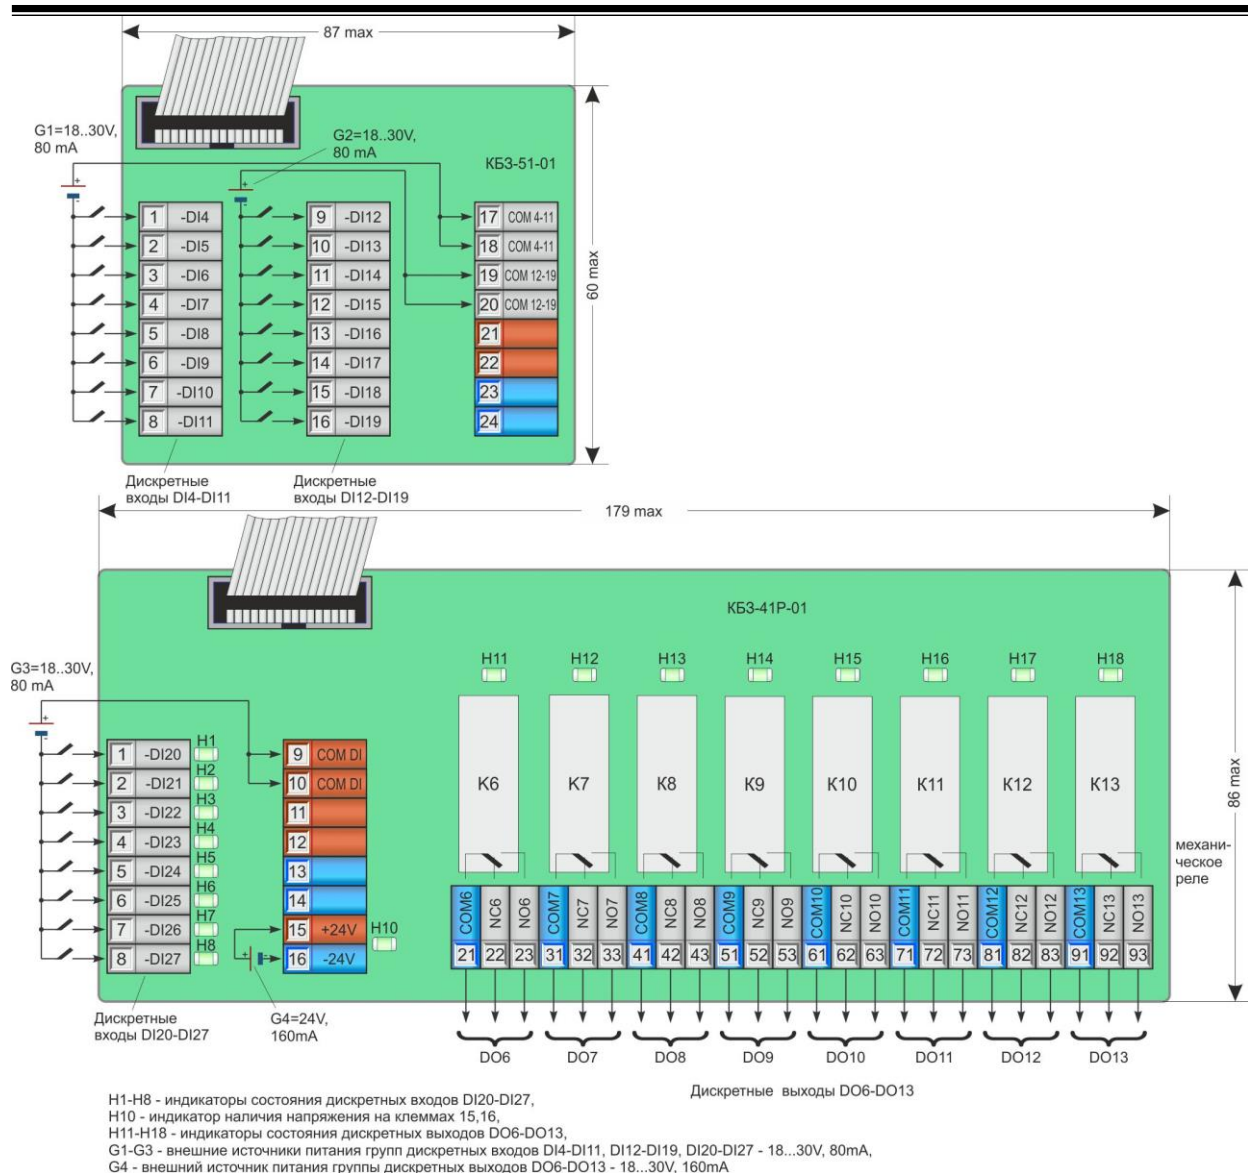 87 max
G1=18..30V,
80 mA
G2=18..30V,
80 mA
КБЗ-51-01
60 max
1 -DI4
2 -DI5
3 -DI6
4 -DI7
5 -DI8
6 -DI9
7 -DI10
8 -DI11
9 -DI12
10 -DI13
11 -DI14
12 -DI15
13 -DI16
14 -DI17
15 -DI18
16 -DI19
17 COM 4-11
18 COM 4-11
19 COM 12-19
20 COM 12-19
21
22
23
24
Дискретные
входы DI4-DI11
Дискретные
входы DI12-DI19
179 max
КБЗ-41Р-01
86 max
G3=18..30V,
80 mA
1 -DI20 H1
2 -DI21 H2
3 -DI22 H3
4 -DI23 H4
5 -DI24 H5
6 -DI25 H6
7 -DI26 H7
8 -DI27 H8
9 COM DI
10 COM DI
11
12
13
14
15 +24V H10
16 -24V
H11 H12 H13 H14 H15 H16 H17 H18
K6 K7 K8 K9 K10 K11 K12 K13
механи-
ческое
реле
COM6 NC6 NO6 COM7 NC7 NO7 COM8 NC8 NO8 COM9 NC9 NO9 COM10 NC10 NO10 COM11 NC11 NO11 COM12 NC12 NO12 COM13 NC13 NO13
21 22 23 31 32 33 41 42 43 51 52 53 61 62 63 71 72 73 81 82 83 91 92 93
Дискретные
входы DI20-DI27
G4=24V,
160mA
DO6 DO7 DO8 DO9 DO10 DO11 DO12 DO13
Дискретные выходы DO6-DO13
H1-H8 - индикаторы состояния дискретных входов DI20-DI27,
H10 - индикатор наличия напряжения на клеммах 15,16,
H11-H18 - индикаторы состояния дискретных выходов DO6-DO13,
G1-G3 - внешние источники питания групп дискретных входов DI4-DI11, DI12-DI19, DI20-DI27 - 18...30V, 80mA,
G4 - внешний источник питания группы дискретных выходов DO6-DO13 - 18...30V, 160mA